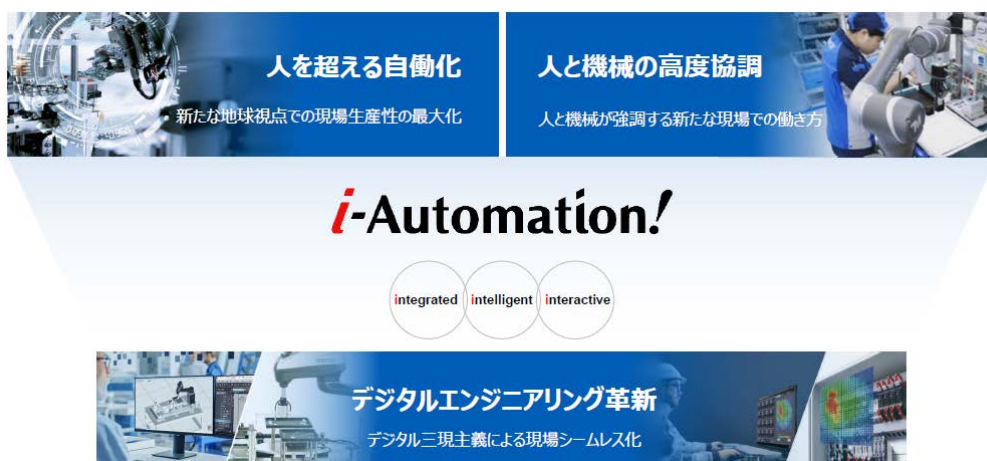 人を超える自働化
新たな地球視点での現場生産性の最大化
人と機械の高度協調
人と機械が強調する新たな現場での働き方
i-Automation!
integrated intelligent interactive
デジタルエンジニアリング革新
デジタル三現主義による現場シームレス化